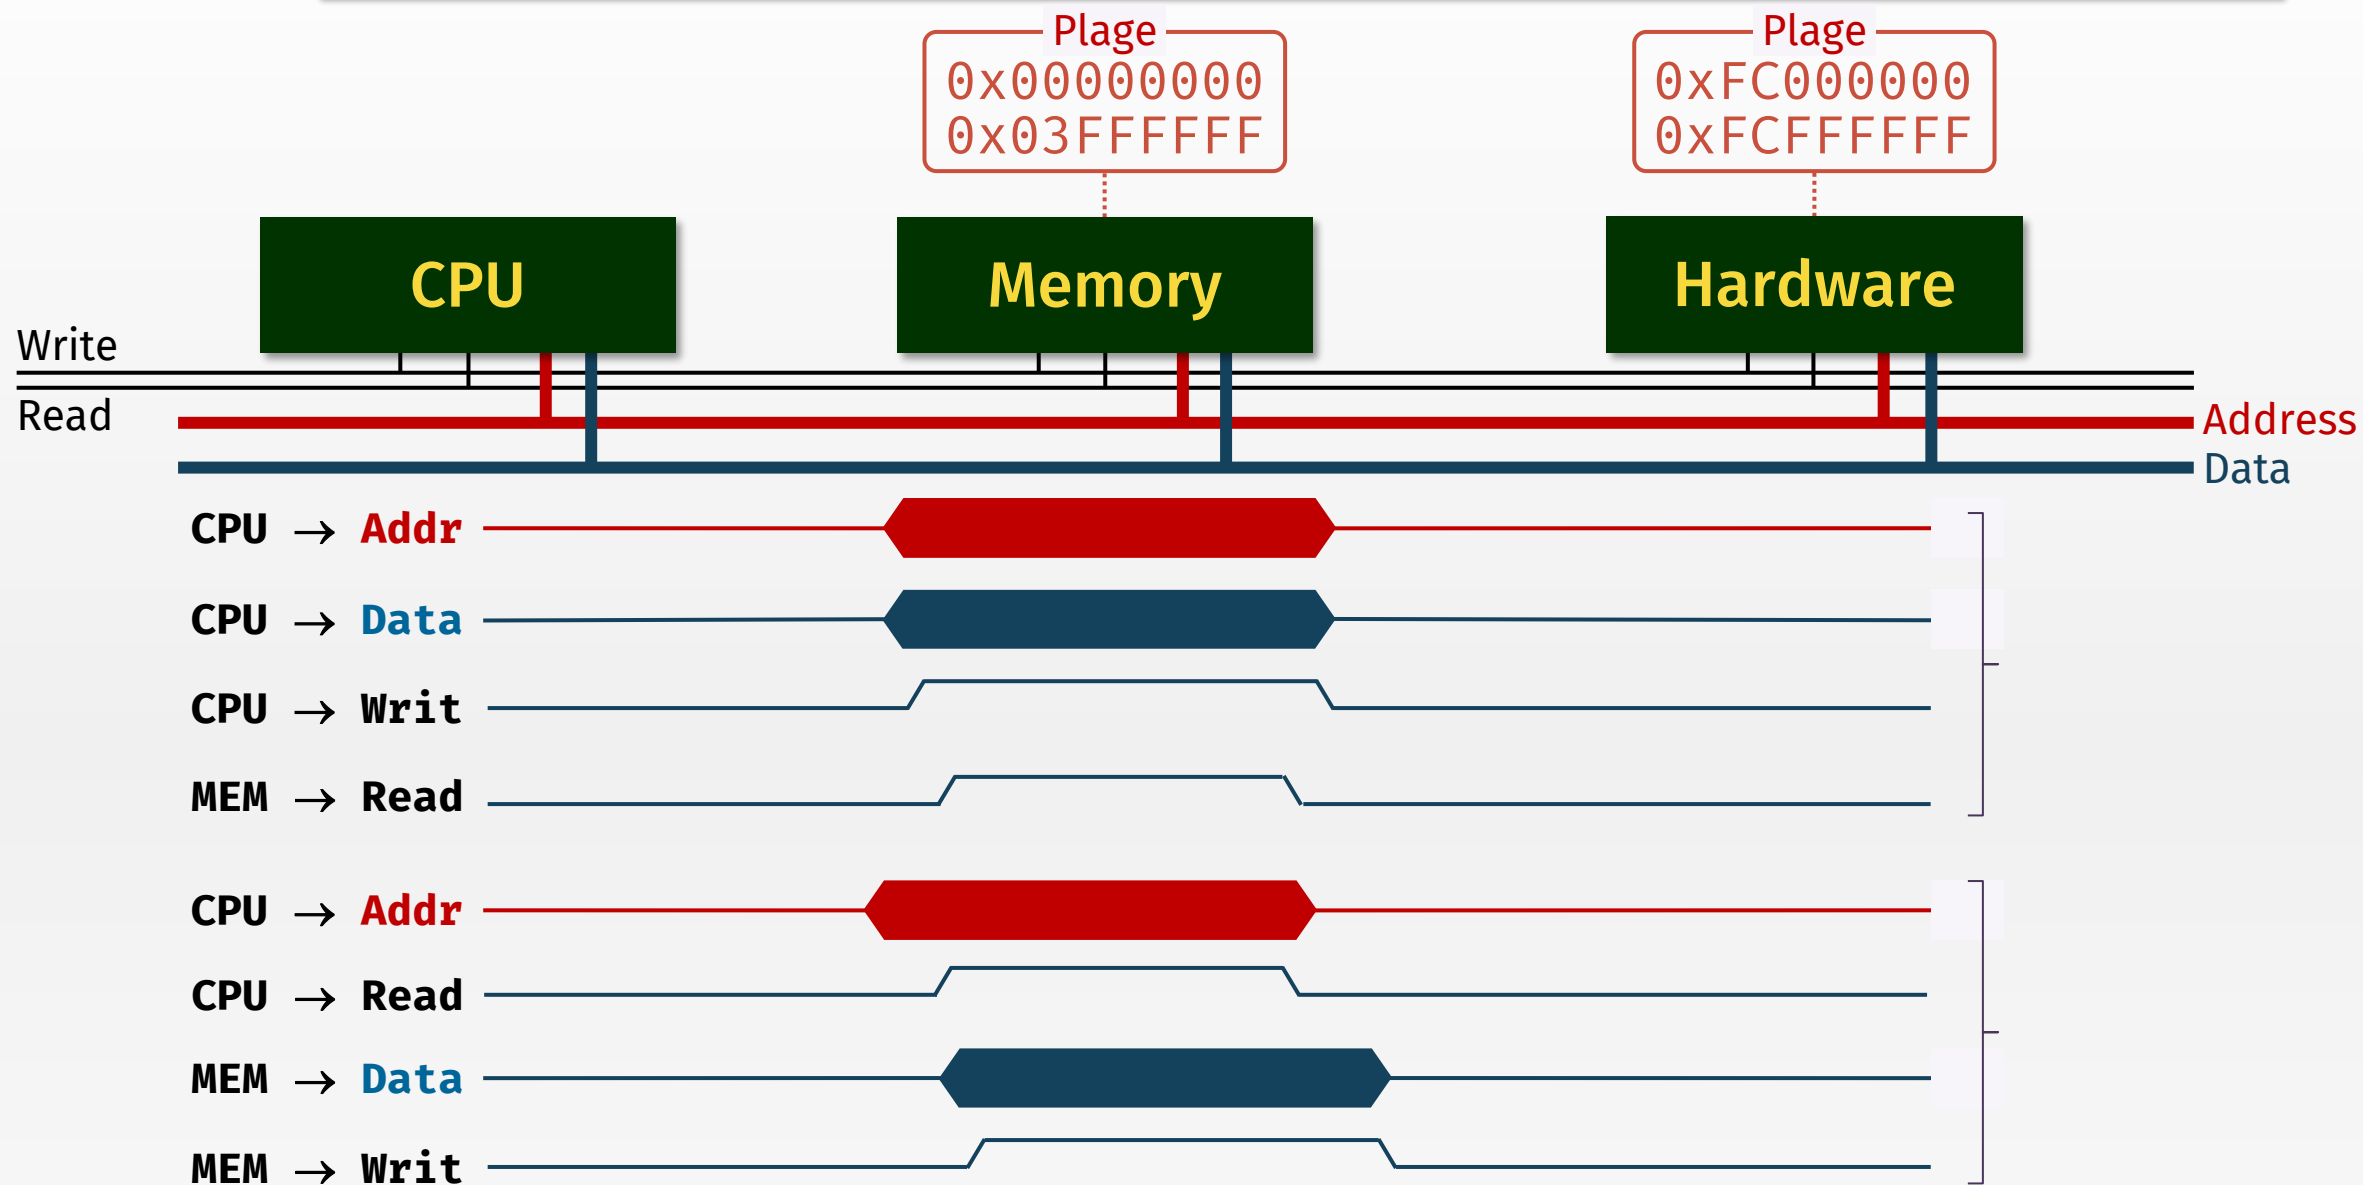 Plage
0x00000000
0x03FFFFFF
Plage
0xFC000000
0xFCFFFFFF
CPU
Memory
Hardware
Write
Read
Address
Data
CPU → Addr
CPU → Data
CPU → Writ
MEM → Read
CPU → Addr
CPU → Read
MEM → Data
MEM → Writ